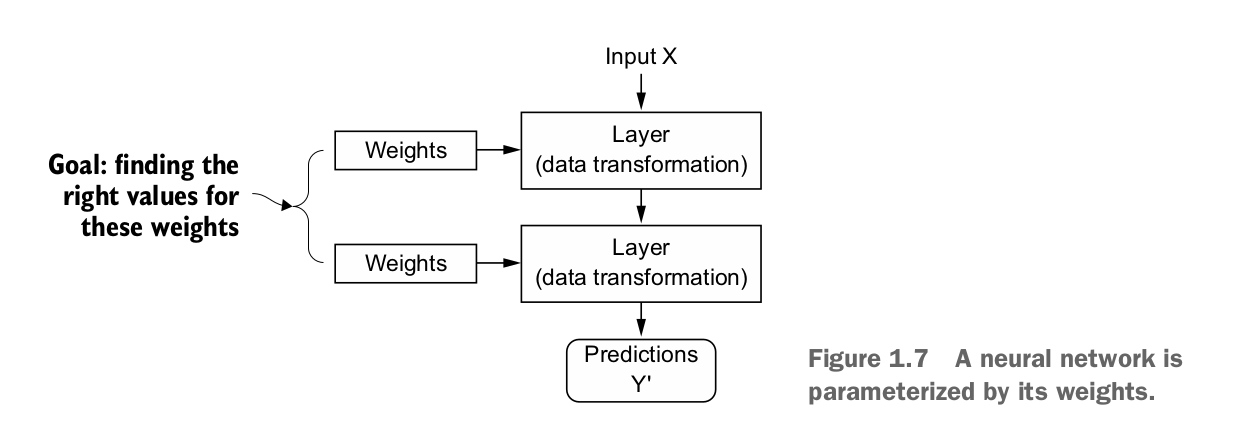 Input X
Weights
Layer
(data transformation)
Goal: finding the
right values for
these weights
Weights
Layer
(data transformation)
Predictions
Y'
Figure 1.7 A neural network is
parameterized by its weights.